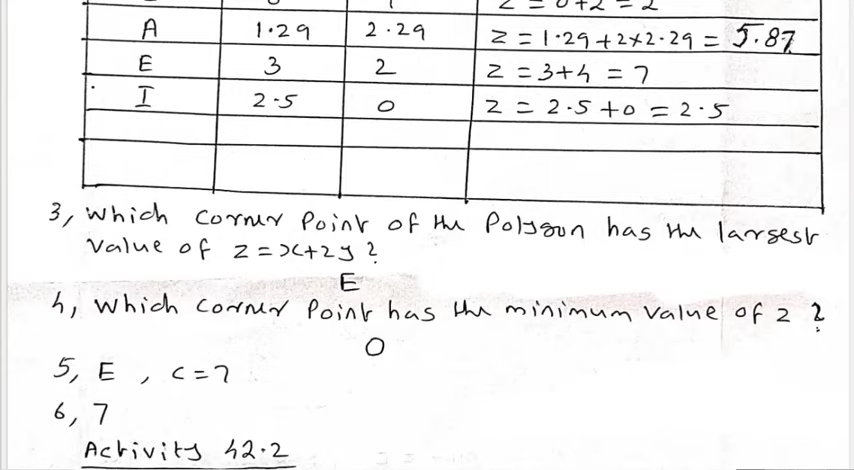 Z = 0+2 = 2
A 1.29 2.29 Z = 1.29+2×2.29 = 5.87
E 3 2 Z = 3+4 = 7
I 2.5 0 Z = 2.5+0 = 2.5
3, which corner Point of the Polygon has the largest
value of z=x+2y?
E
4, which corner Point has the minimum value of z ?
O
5, E , c=7
6, 7
Activity 42.2